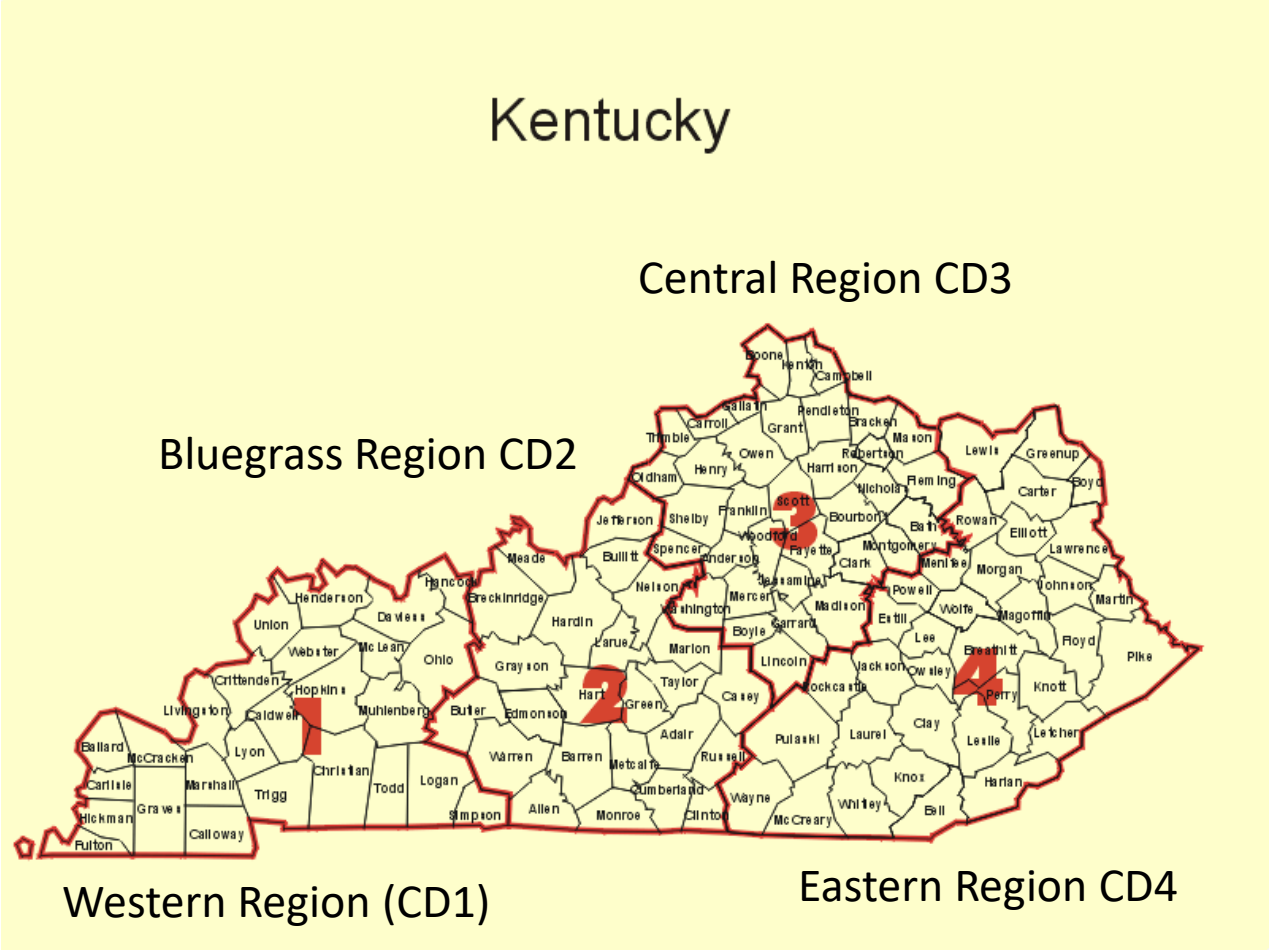 Kentucky
Central Region CD3
Bluegrass Region CD2
Boone
Kenton
Campbell
Gallatin
Pendleton
Carroll
Grant
Bracken
Trimble
Mason
Owen
Robertson
Lewis
Greenup
Henry
Harrison
Oldham
Nicholas
Fleming
Boyd
Carter
Scott
3
Jefferson
Shelby
Franklin
Bourbon
Bath
Rowan
Elliott
Woodford
Fayette
Montgomery
Lawrence
Spencer
Bullitt
Anderson
Clark
Menifee
Morgan
Meade
Jessamine
Johnson
Hancock
Nelson
Powell
Martin
Breckinridge
Mercer
Henderson
Washington
Madison
Wolfe
Magoffin
Daviess
Estill
Union
Hardin
Garrard
Boyle
Lee
Floyd
Larue
Webster
McLean
Marion
Breathitt
Pike
Ohio
Lincoln
Grayson
Jackson
Owsley
4
Crittenden
Taylor
Rockcastle
Knott
Hopkins
Hart
2
Perry
Casey
Livingston
Caldwell
1
Muhlenberg
Butler
Edmonson
Green
Clay
Adair
Letcher
Pulaski
Laurel
Leslie
Ballard
Lyon
McCracken
Warren
Barren
Metcalfe
Russell
Christian
Knox
Carlisle
Marshall
Logan
Harlan
Todd
Trigg
Cumberland
Wayne
Graves
Allen
Whitley
Hickman
Simpson
Monroe
Clinton
McCreary
Bell
Calloway
Fulton
Western Region (CD1)
Eastern Region CD4